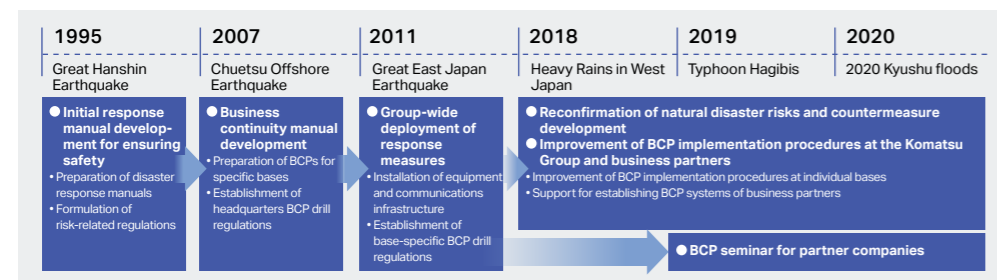 1995
Great Hanshin
Earthquake
● Initial response
manual develop-
ment for ensuring
safety
• Preparation of disaster
response manuals
• Formulation of
risk-related regulations
2007
Chuetsu Offshore
Earthquake
● Business
continuity manual
development
• Preparation of BCPs for
specific bases
• Establishment of
headquarters BCP drill
regulations
2011
Great East Japan
Earthquake
● Group-wide
deployment of
response
measures
• Installation of equipment
and communications
infrastructure
• Establishment of
base-specific BCP drill
regulations
2018
Heavy Rains in West
Japan
2019
Typhoon Hagibis
2020
2020 Kyushu floods
● Reconfirmation of natural disaster risks and countermeasure
development
● Improvement of BCP implementation procedures at the Komatsu
Group and business partners
• Improvement of BCP implementation procedures at individual bases
• Support for establishing BCP systems of business partners
● BCP seminar for partner companies